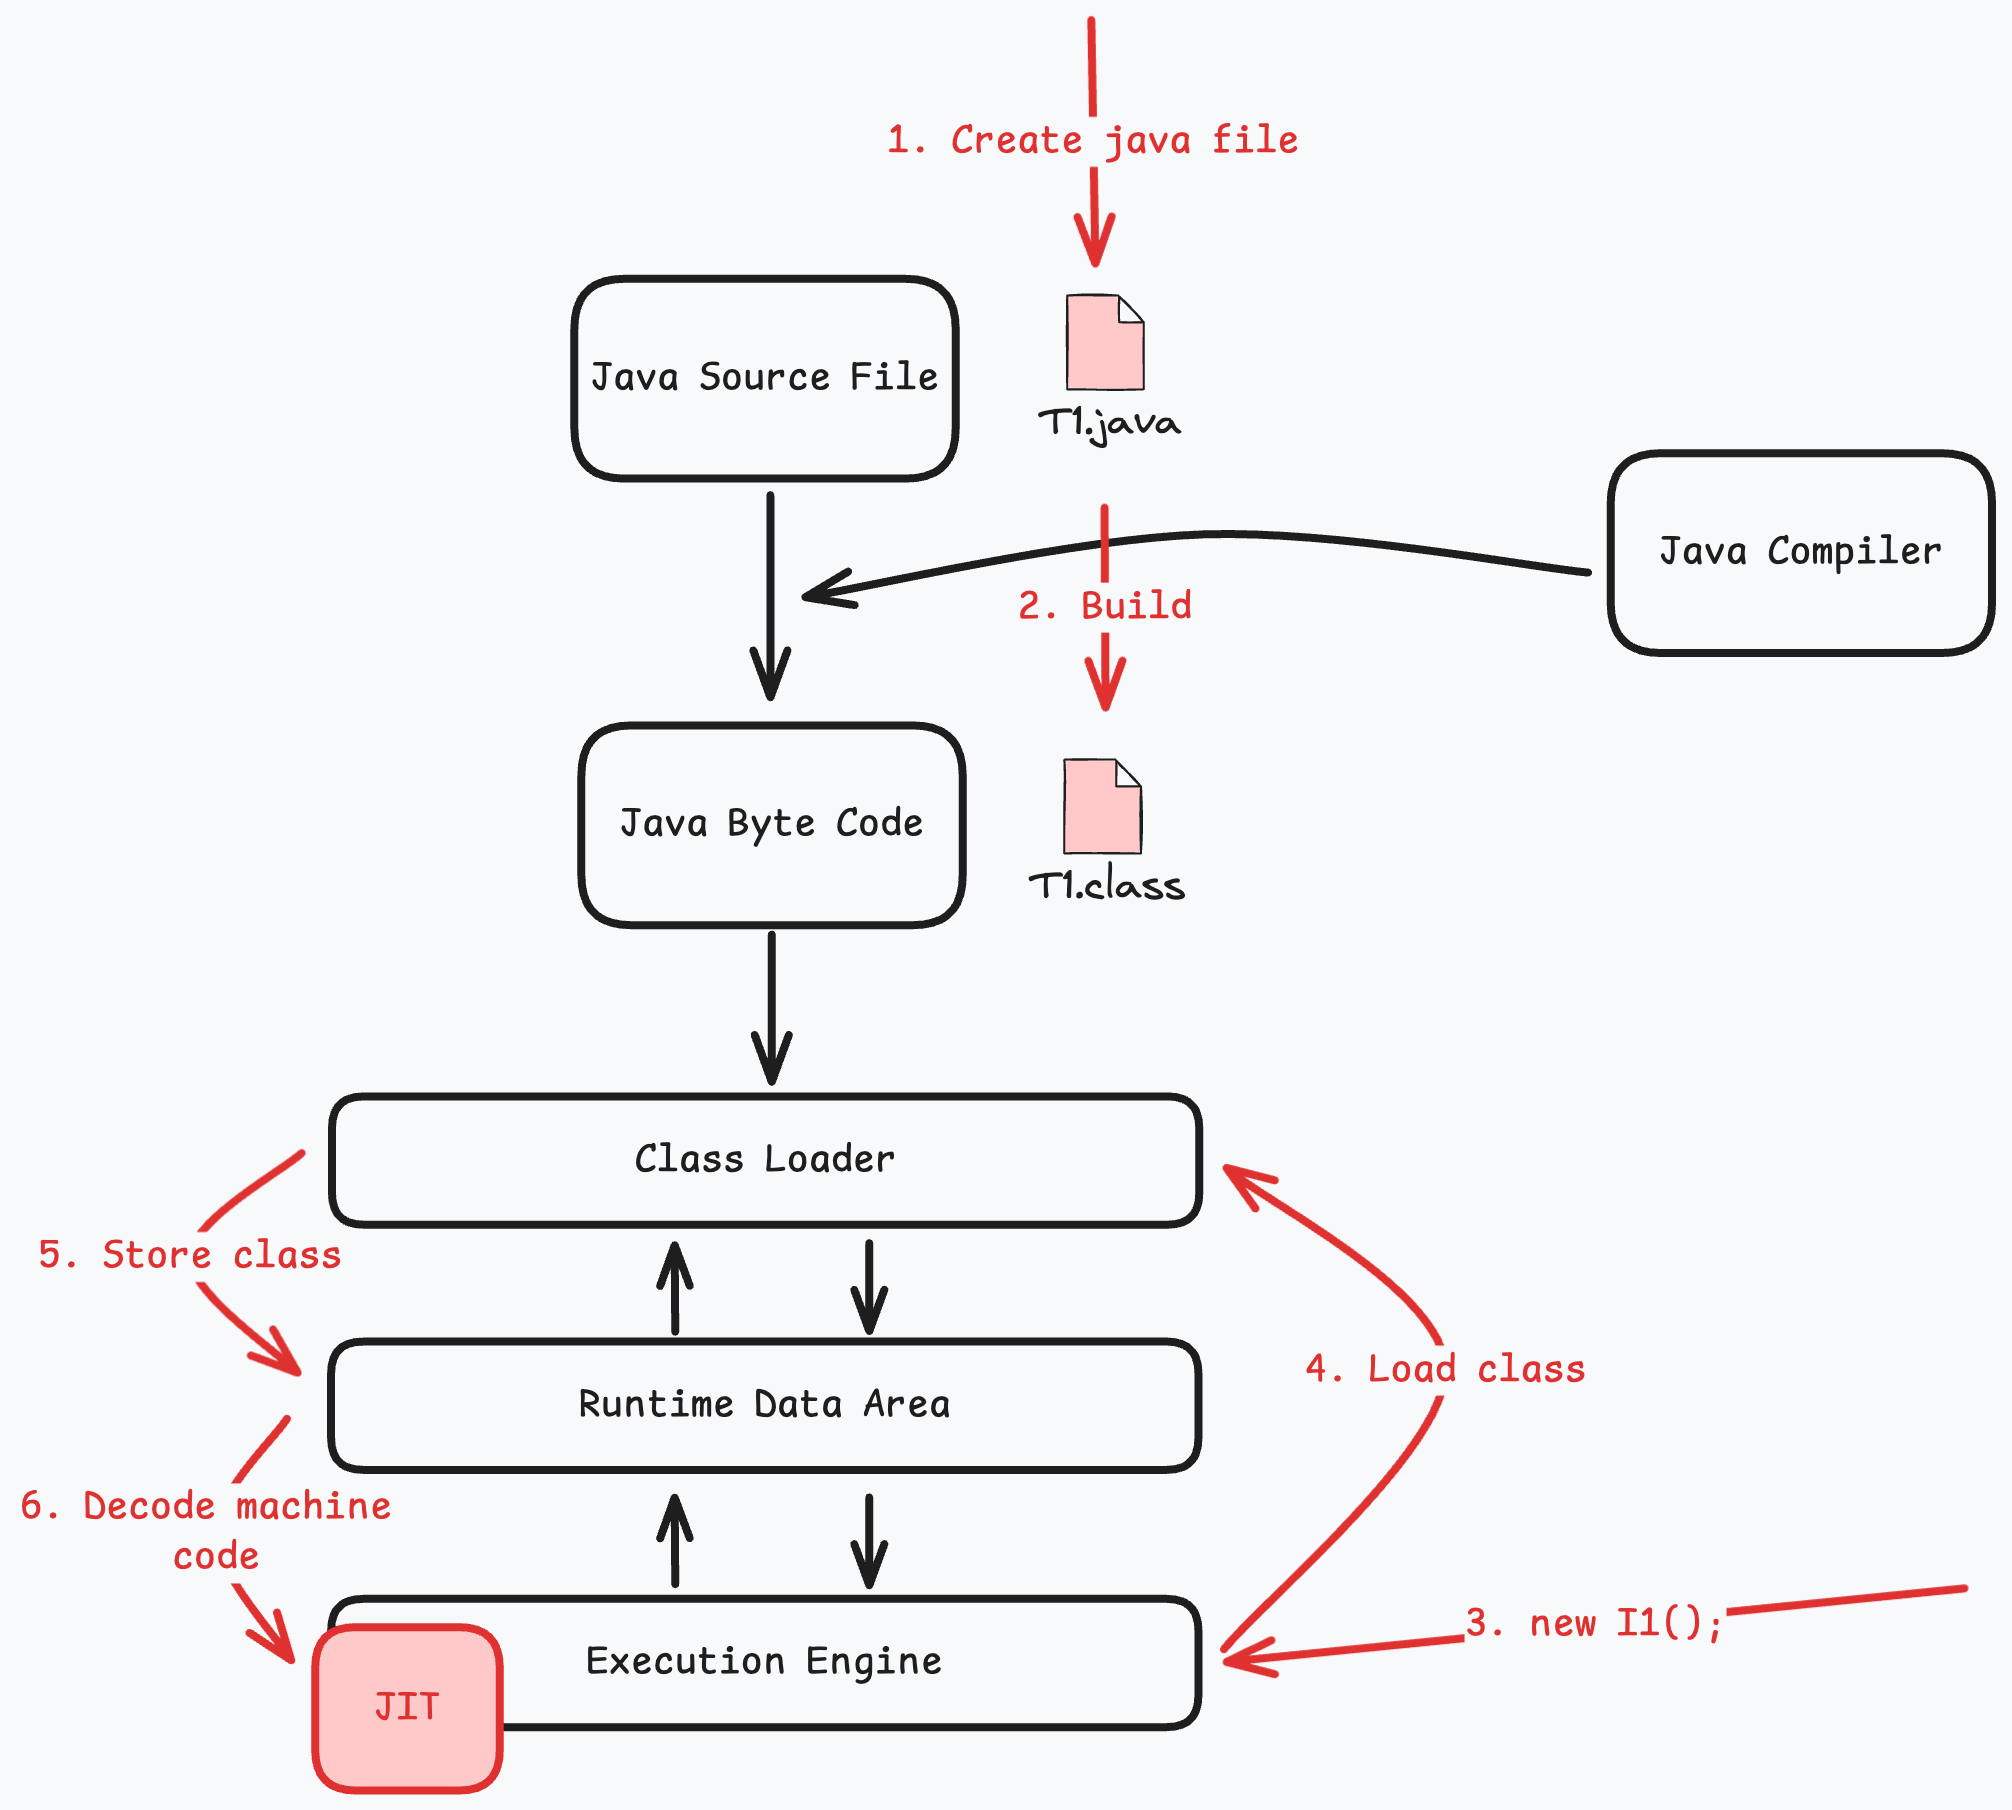 1. Create java file
Java Source File
T1.java
Java Compiler
2. Build
Java Byte Code
T1.class
Class Loader
5. Store class
4. Load class
Runtime Data Area
6. Decode machine
code
3. new I1();
Execution Engine
JIT